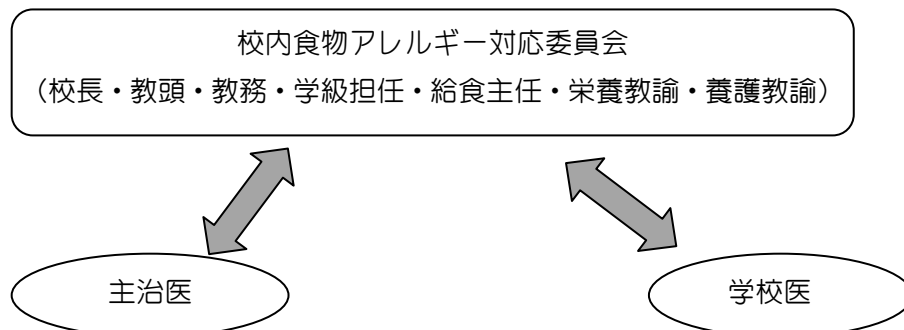 校内食物アレルギー対応委員会
（校長・教頭・教務・学級担任・給食主任・栄養教諭・養護教諭）
主治医
学校医